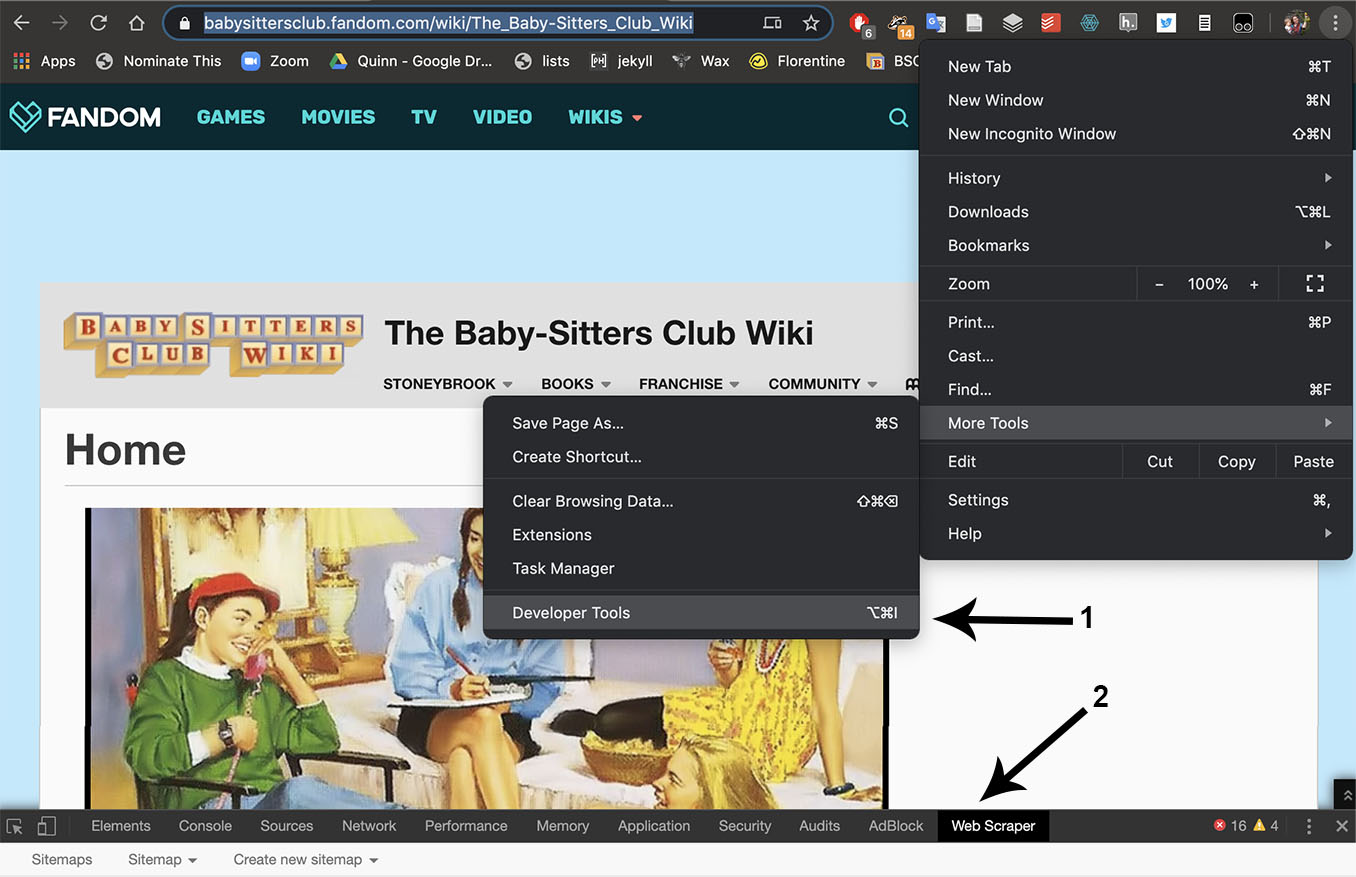 babysittersclub.fandom.com/wiki/The_Baby-Sitters_Club_Wiki
6
14
h.
Apps Nominate This Zoom Quinn - Google Dr... lists jekyll Wax Florentine BSC
FANDOM GAMES MOVIES TV VIDEO WIKIS
New Tab ⌘T
New Window ⌘N
New Incognito Window ⇧⌘N
History
Downloads ⌥⌘L
Bookmarks
Zoom − 100% +
Print... ⌘P
Cast...
Find... ⌘F
More Tools
Edit Cut Copy Paste
Settings ⌘,
Help
BABY SITTERS
CLUB WIKI
The Baby-Sitters Club Wiki
STONEYBROOK BOOKS FRANCHISE COMMUNITY
Home
Save Page As... ⌘S
Create Shortcut...
Clear Browsing Data... ⇧⌘⌫
Extensions
Task Manager
Developer Tools ⌥⌘I
1
2
Elements Console Sources Network Performance Memory Application Security Audits AdBlock Web Scraper 16 4
Sitemaps Sitemap Create new sitemap